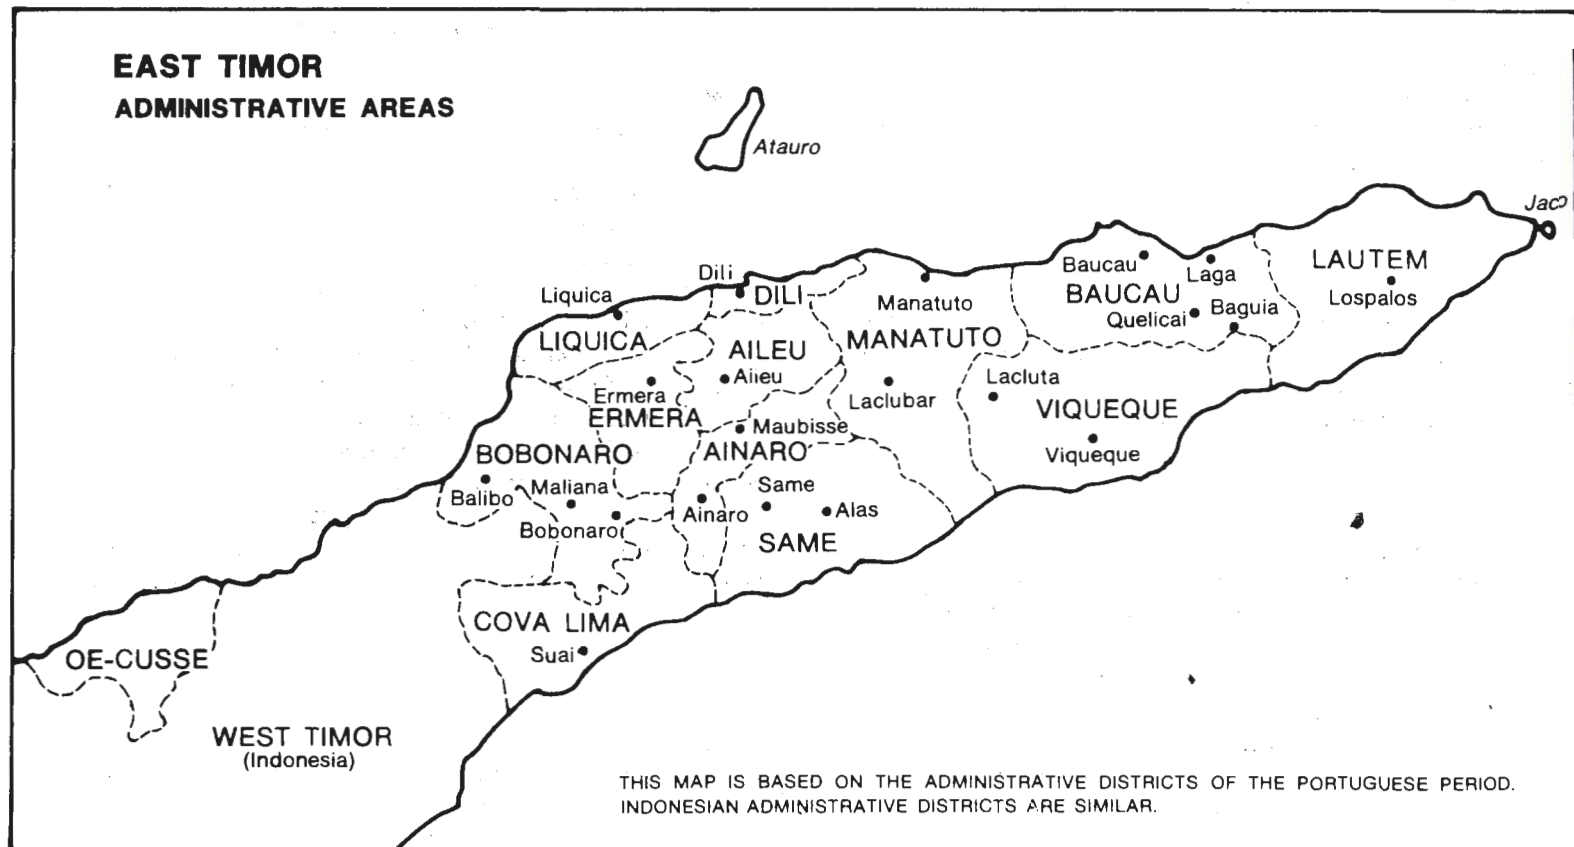 EAST TIMOR
ADMINISTRATIVE AREAS
Atauro
Jaco
Dili
DILI
Liquica
LIQUICA
Baucau
Laga
BAUCAU
Quelicai
Baguia
LAUTEM
Lospalos
Manatuto
MANATUTO
Laclubar
AILEU
Aileu
Ermera
ERMERA
Lacluta
VIQUEQUE
Viqueque
Maubisse
AINARO
Ainaro
BOBONARO
Balibo
Maliana
Bobonaro
Same
Alas
SAME
COVA LIMA
Suai
OE-CUSSE
WEST TIMOR
(Indonesia)
THIS MAP IS BASED ON THE ADMINISTRATIVE DISTRICTS OF THE PORTUGUESE PERIOD.
INDONESIAN ADMINISTRATIVE DISTRICTS ARE SIMILAR.